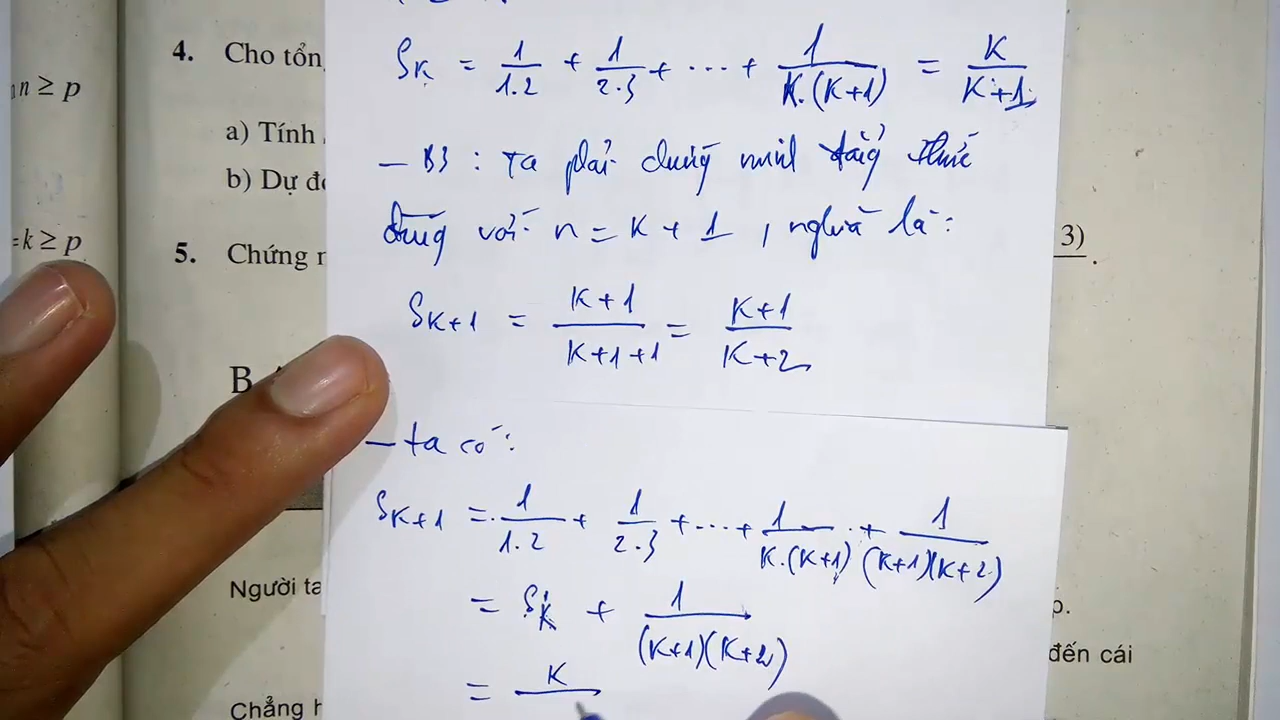 n ≥ p
= k ≥ p
4. Cho tổn
a) Tính
b) Dự đo
5. Chứng r
3)
B.
Người ta
Chẳng h
p.
đến cái
S_K = 1/1.2 + 1/2.3 + ... + 1/K.(K+1) = K/K+1
- B3: Ta phải chứng minh đẳng thức
đúng với n = K + 1, nghĩa là:
S_{K+1} = K+1/K+1+1 = K+1/K+2
- ta có:
S_{K+1} = 1/1.2 + 1/2.3 + ... + 1/K.(K+1) + 1/(K+1)(K+2)
= S_K + 1/(K+1)(K+2)
= K